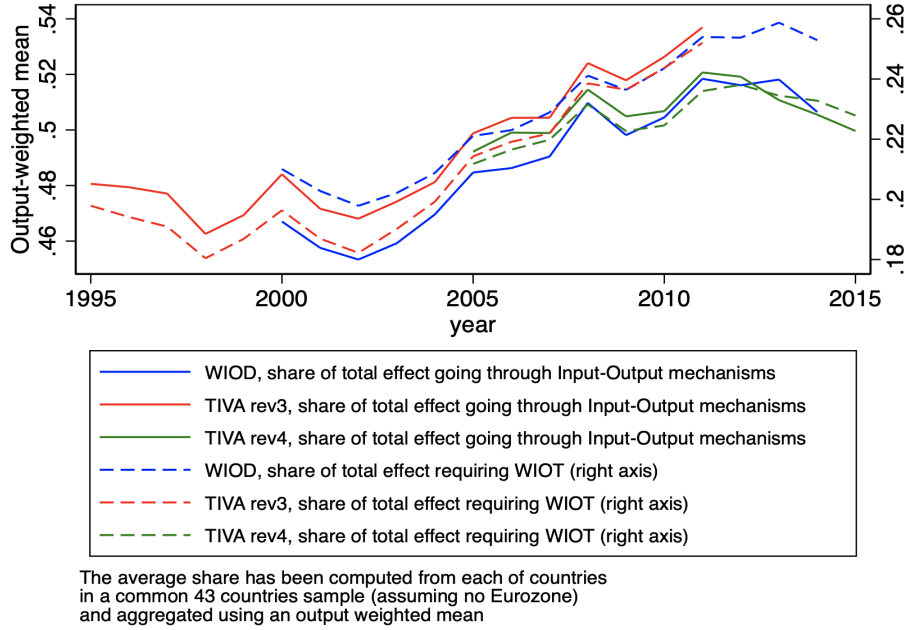 .54
.52
.5
.48
.46
Output-weighted mean
.26
.24
.22
.2
.18
1995
2000
2005
2010
2015
year
WIOD, share of total effect going through Input-Output mechanisms
TIVA rev3, share of total effect going through Input-Output mechanisms
TIVA rev4, share of total effect going through Input-Output mechanisms
WIOD, share of total effect requiring WIOT (right axis)
TIVA rev3, share of total effect requiring WIOT (right axis)
TIVA rev4, share of total effect requiring WIOT (right axis)
The average share has been computed from each of countries
in a common 43 countries sample (assuming no Eurozone)
and aggregated using an output weighted mean